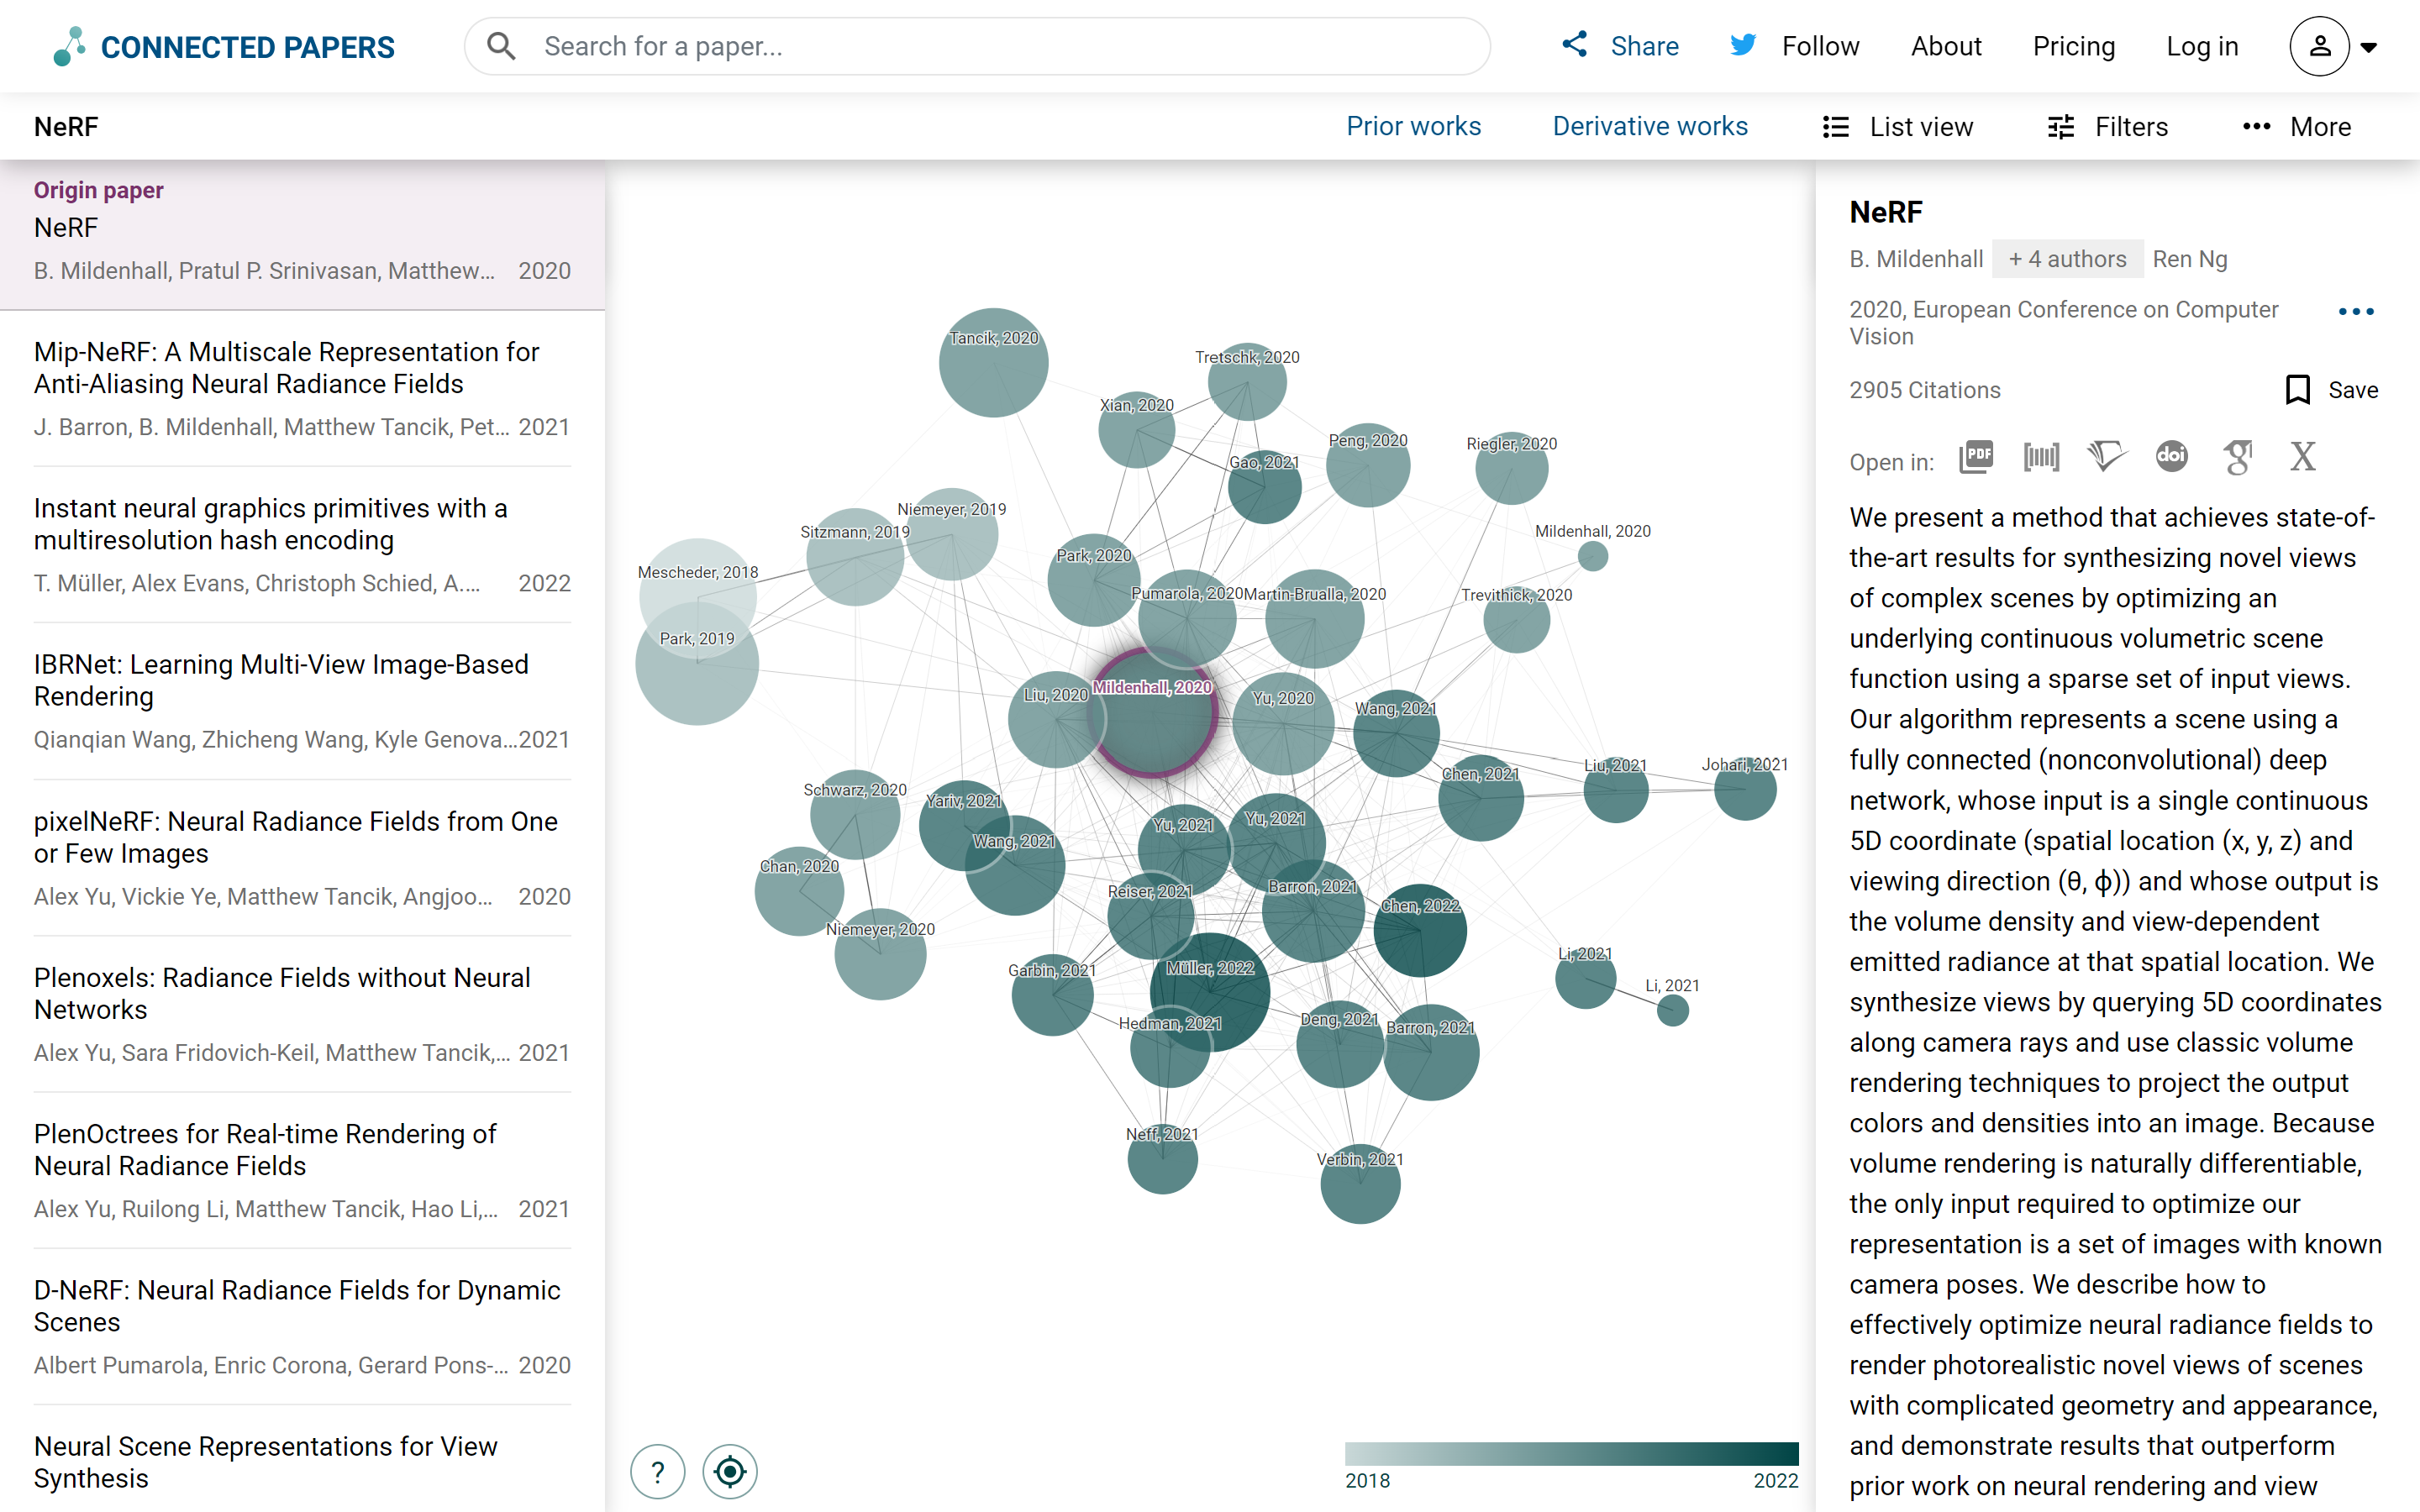 CONNECTED PAPERS
Search for a paper...
Share
Follow
About
Pricing
Log in
NeRF
Prior works
Derivative works
List view
Filters
More
Origin paper
NeRF
B. Mildenhall, Pratul P. Srinivasan, Matthew... 2020
Mip-NeRF: A Multiscale Representation for
Anti-Aliasing Neural Radiance Fields
J. Barron, B. Mildenhall, Matthew Tancik, Pet... 2021
Instant neural graphics primitives with a
multiresolution hash encoding
T. Müller, Alex Evans, Christoph Schied, A.... 2022
IBRNet: Learning Multi-View Image-Based
Rendering
Qianqian Wang, Zhicheng Wang, Kyle Genova... 2021
pixelNeRF: Neural Radiance Fields from One
or Few Images
Alex Yu, Vickie Ye, Matthew Tancik, Angjoo... 2020
Plenoxels: Radiance Fields without Neural
Networks
Alex Yu, Sara Fridovich-Keil, Matthew Tancik,... 2021
PlenOctrees for Real-time Rendering of
Neural Radiance Fields
Alex Yu, Ruilong Li, Matthew Tancik, Hao Li,... 2021
D-NeRF: Neural Radiance Fields for Dynamic
Scenes
Albert Pumarola, Enric Corona, Gerard Pons-... 2020
Neural Scene Representations for View
Synthesis
Tancik, 2020
Tretschk, 2020
Xian, 2020
Peng, 2020
Riegler, 2020
Gao, 2021
Niemeyer, 2019
Sitzmann, 2019
Mildenhall, 2020
Park, 2020
Mescheder, 2018
Pumarola, 2020
Martin-Brualla, 2020
Trevithick, 2020
Park, 2019
Mildenhall, 2020
Liu, 2020
Yu, 2020
Wang, 2021
Chen, 2021
Liu, 2021
Johari, 2021
Schwarz, 2020
Yariv, 2021
Yu, 2021
Yu, 2021
Wang, 2021
Chan, 2020
Reiser, 2021
Barron, 2021
Chen, 2022
Niemeyer, 2020
Garbin, 2021
Müller, 2022
Li, 2021
Li, 2021
Hedman, 2021
Deng, 2021
Barron, 2021
Neff, 2021
Verbin, 2021
?
2018
2022
NeRF
B. Mildenhall + 4 authors Ren Ng
2020, European Conference on Computer
Vision
2905 Citations
Save
Open in:
PDF
doi
g
X
We present a method that achieves state-of-
the-art results for synthesizing novel views
of complex scenes by optimizing an
underlying continuous volumetric scene
function using a sparse set of input views.
Our algorithm represents a scene using a
fully connected (nonconvolutional) deep
network, whose input is a single continuous
5D coordinate (spatial location (x, y, z) and
viewing direction (θ, ϕ)) and whose output is
the volume density and view-dependent
emitted radiance at that spatial location. We
synthesize views by querying 5D coordinates
along camera rays and use classic volume
rendering techniques to project the output
colors and densities into an image. Because
volume rendering is naturally differentiable,
the only input required to optimize our
representation is a set of images with known
camera poses. We describe how to
effectively optimize neural radiance fields to
render photorealistic novel views of scenes
with complicated geometry and appearance,
and demonstrate results that outperform
prior work on neural rendering and view